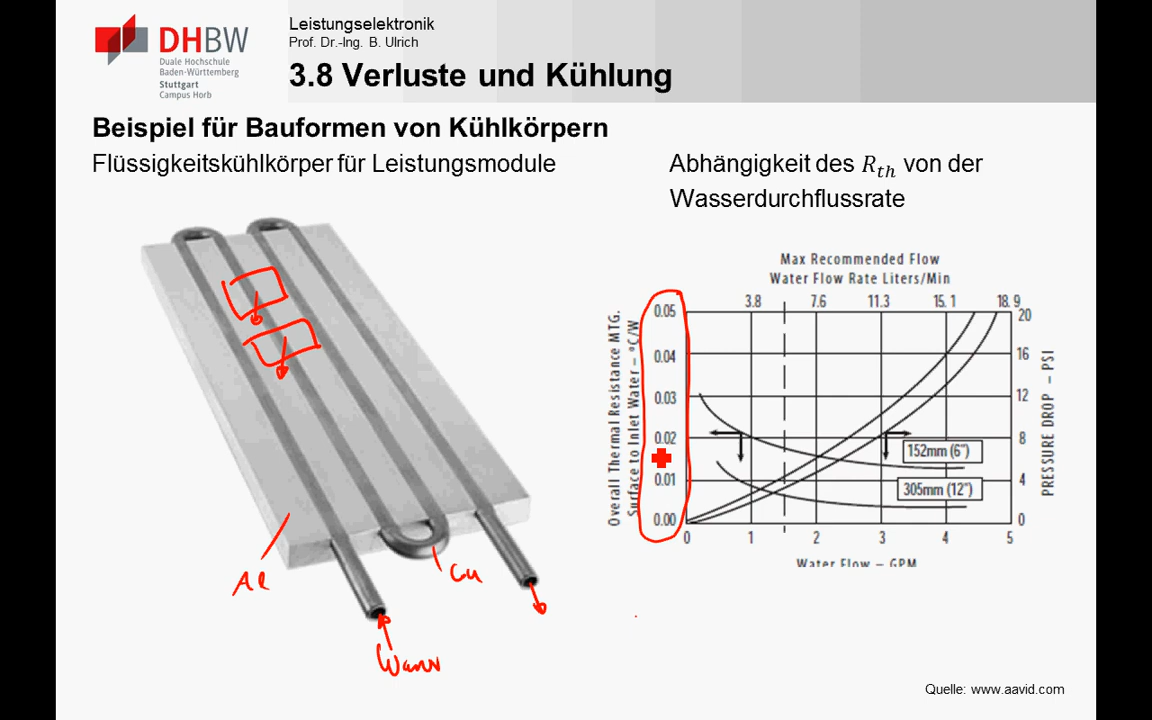 DHBW
Duale Hochschule
Baden-Württemberg
Stuttgart
Campus Horb
Leistungselektronik
Prof. Dr.-Ing. B. Ulrich
3.8 Verluste und Kühlung
Beispiel für Bauformen von Kühlkörpern
Flüssigkeitskühlkörper für Leistungsmodule
Al
Cu
Abhängigkeit des R_th von der
Wasserdurchflussrate
Max Recommended Flow
Water Flow Rate Liters/Min
3.8 7.6 11.3 15.1 18.9
Overall Thermal Resistance MTG.
Surface to Inlet Water – °C/W
0.05
0.04
0.03
0.02
0.01
0.00
20
16
12
8
4
0
PRESSURE DROP – PSI
152mm (6")
305mm (12")
0 1 2 3 4 5
Water Flow – GPM
Quelle: www.aavid.com